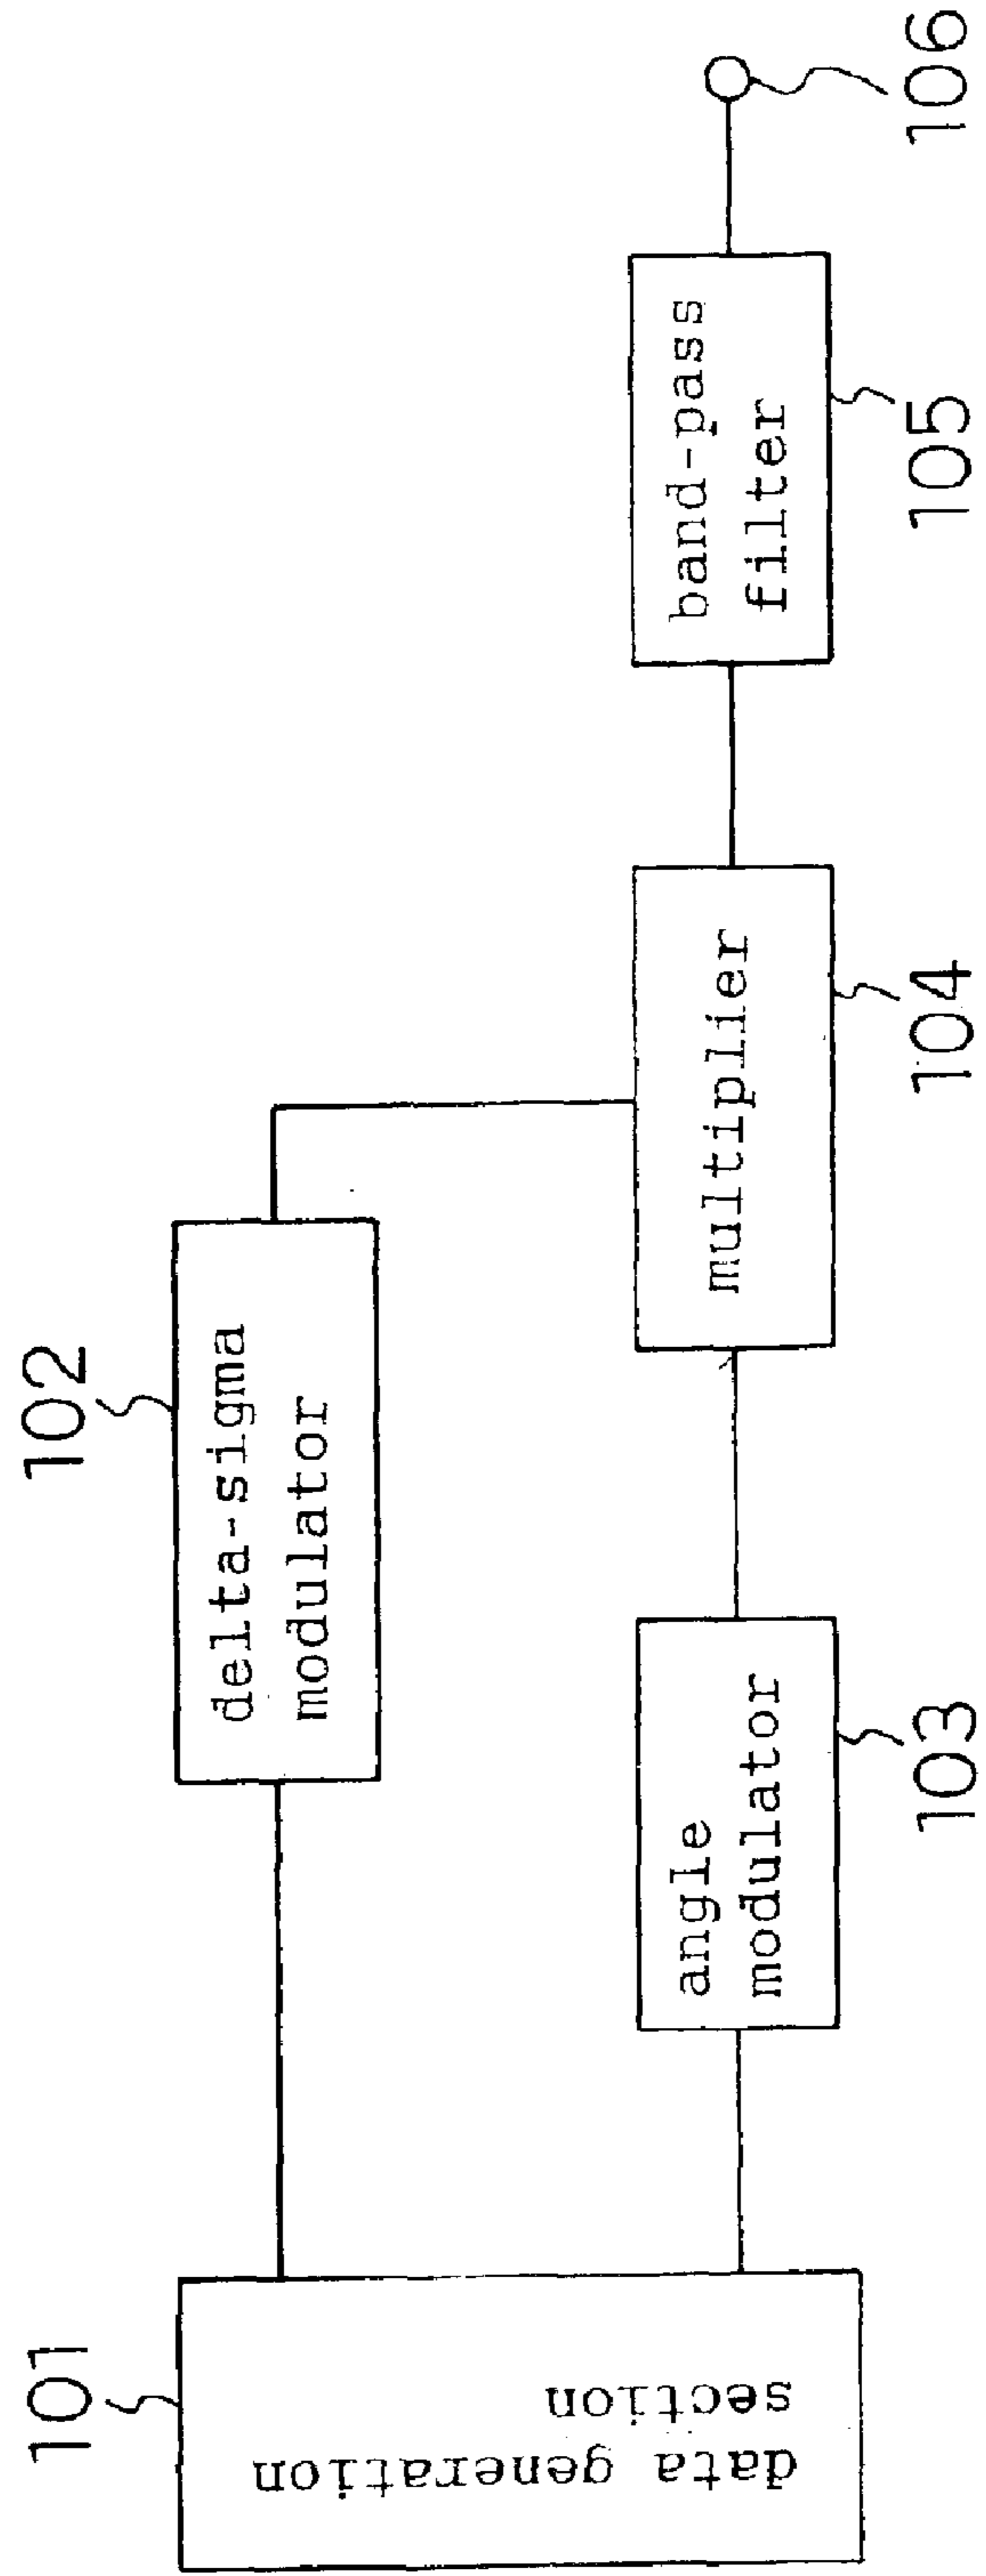 101
data generation
section
102
delta-sigma
modulator
103
angle
modulator
104
multiplier
105
band-pass
filter
106